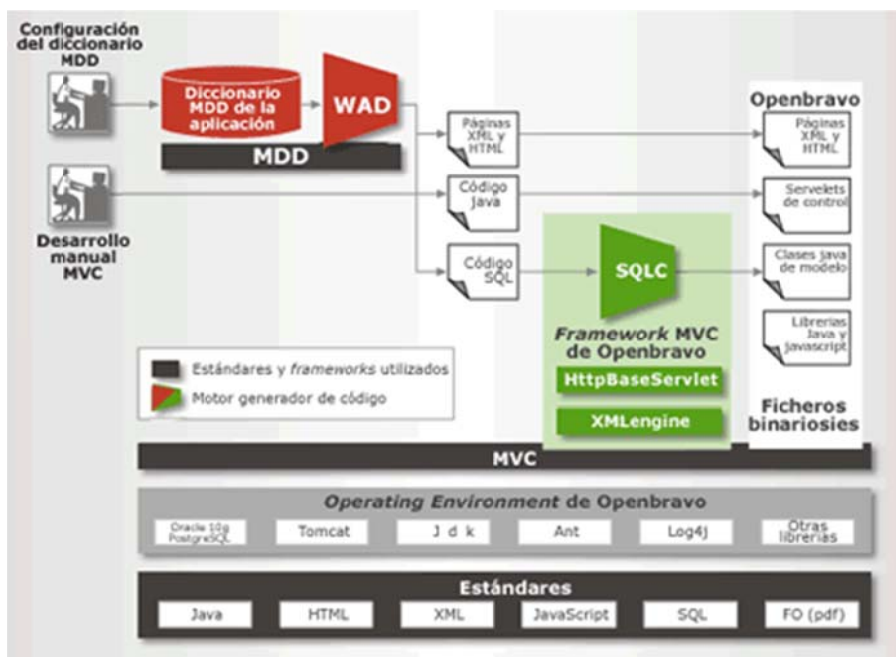 Configuración
del diccionario
MDD
Diccionario
MDD de la
aplicación
WAD
MDD
Páginas
XML y
HTML
Openbravo
Páginas
XML y
HTML
Código
java
Servelets
de control
Desarrollo
manual
MVC
Código
SQL
SQLC
Clases java
de modelo
Framework MVC
de Openbravo
Librerias
Java y
javascript
Estándares y frameworks utilizados
Motor generador de código
HttpBaseServlet
XMLengine
Ficheros
binariosies
MVC
Operating Environment de Openbravo
Oracle 10g
PostgreSQL
Tomcat
J d k
Ant
Log4j
Otras
librerias
Estándares
Java
HTML
XML
JavaScript
SQL
FO (pdf)